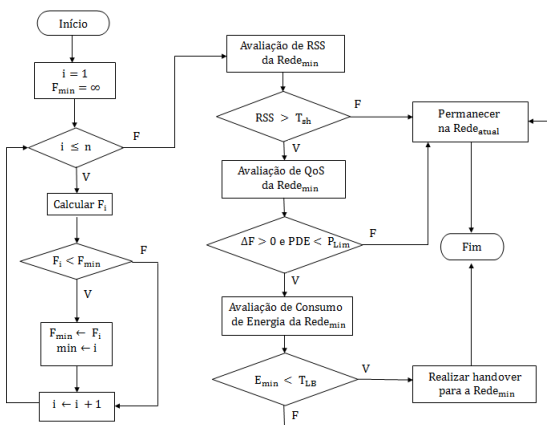 Início
i = 1
F_min = ∞
i ≤ n
F
V
Calcular F_i
F_i < F_min
F
V
F_min ← F_i
min ← i
i ← i + 1
Avaliação de RSS
da Rede_min
RSS > T_sh
F
V
Avaliação de QoS
da Rede_min
ΔF > 0 e PDE < P_Lim
F
V
Avaliação de Consumo
de Energia da Rede_min
E_min < T_LB
V
F
Permanecer
na Rede_atual
Fim
Realizar handover
para a Rede_min